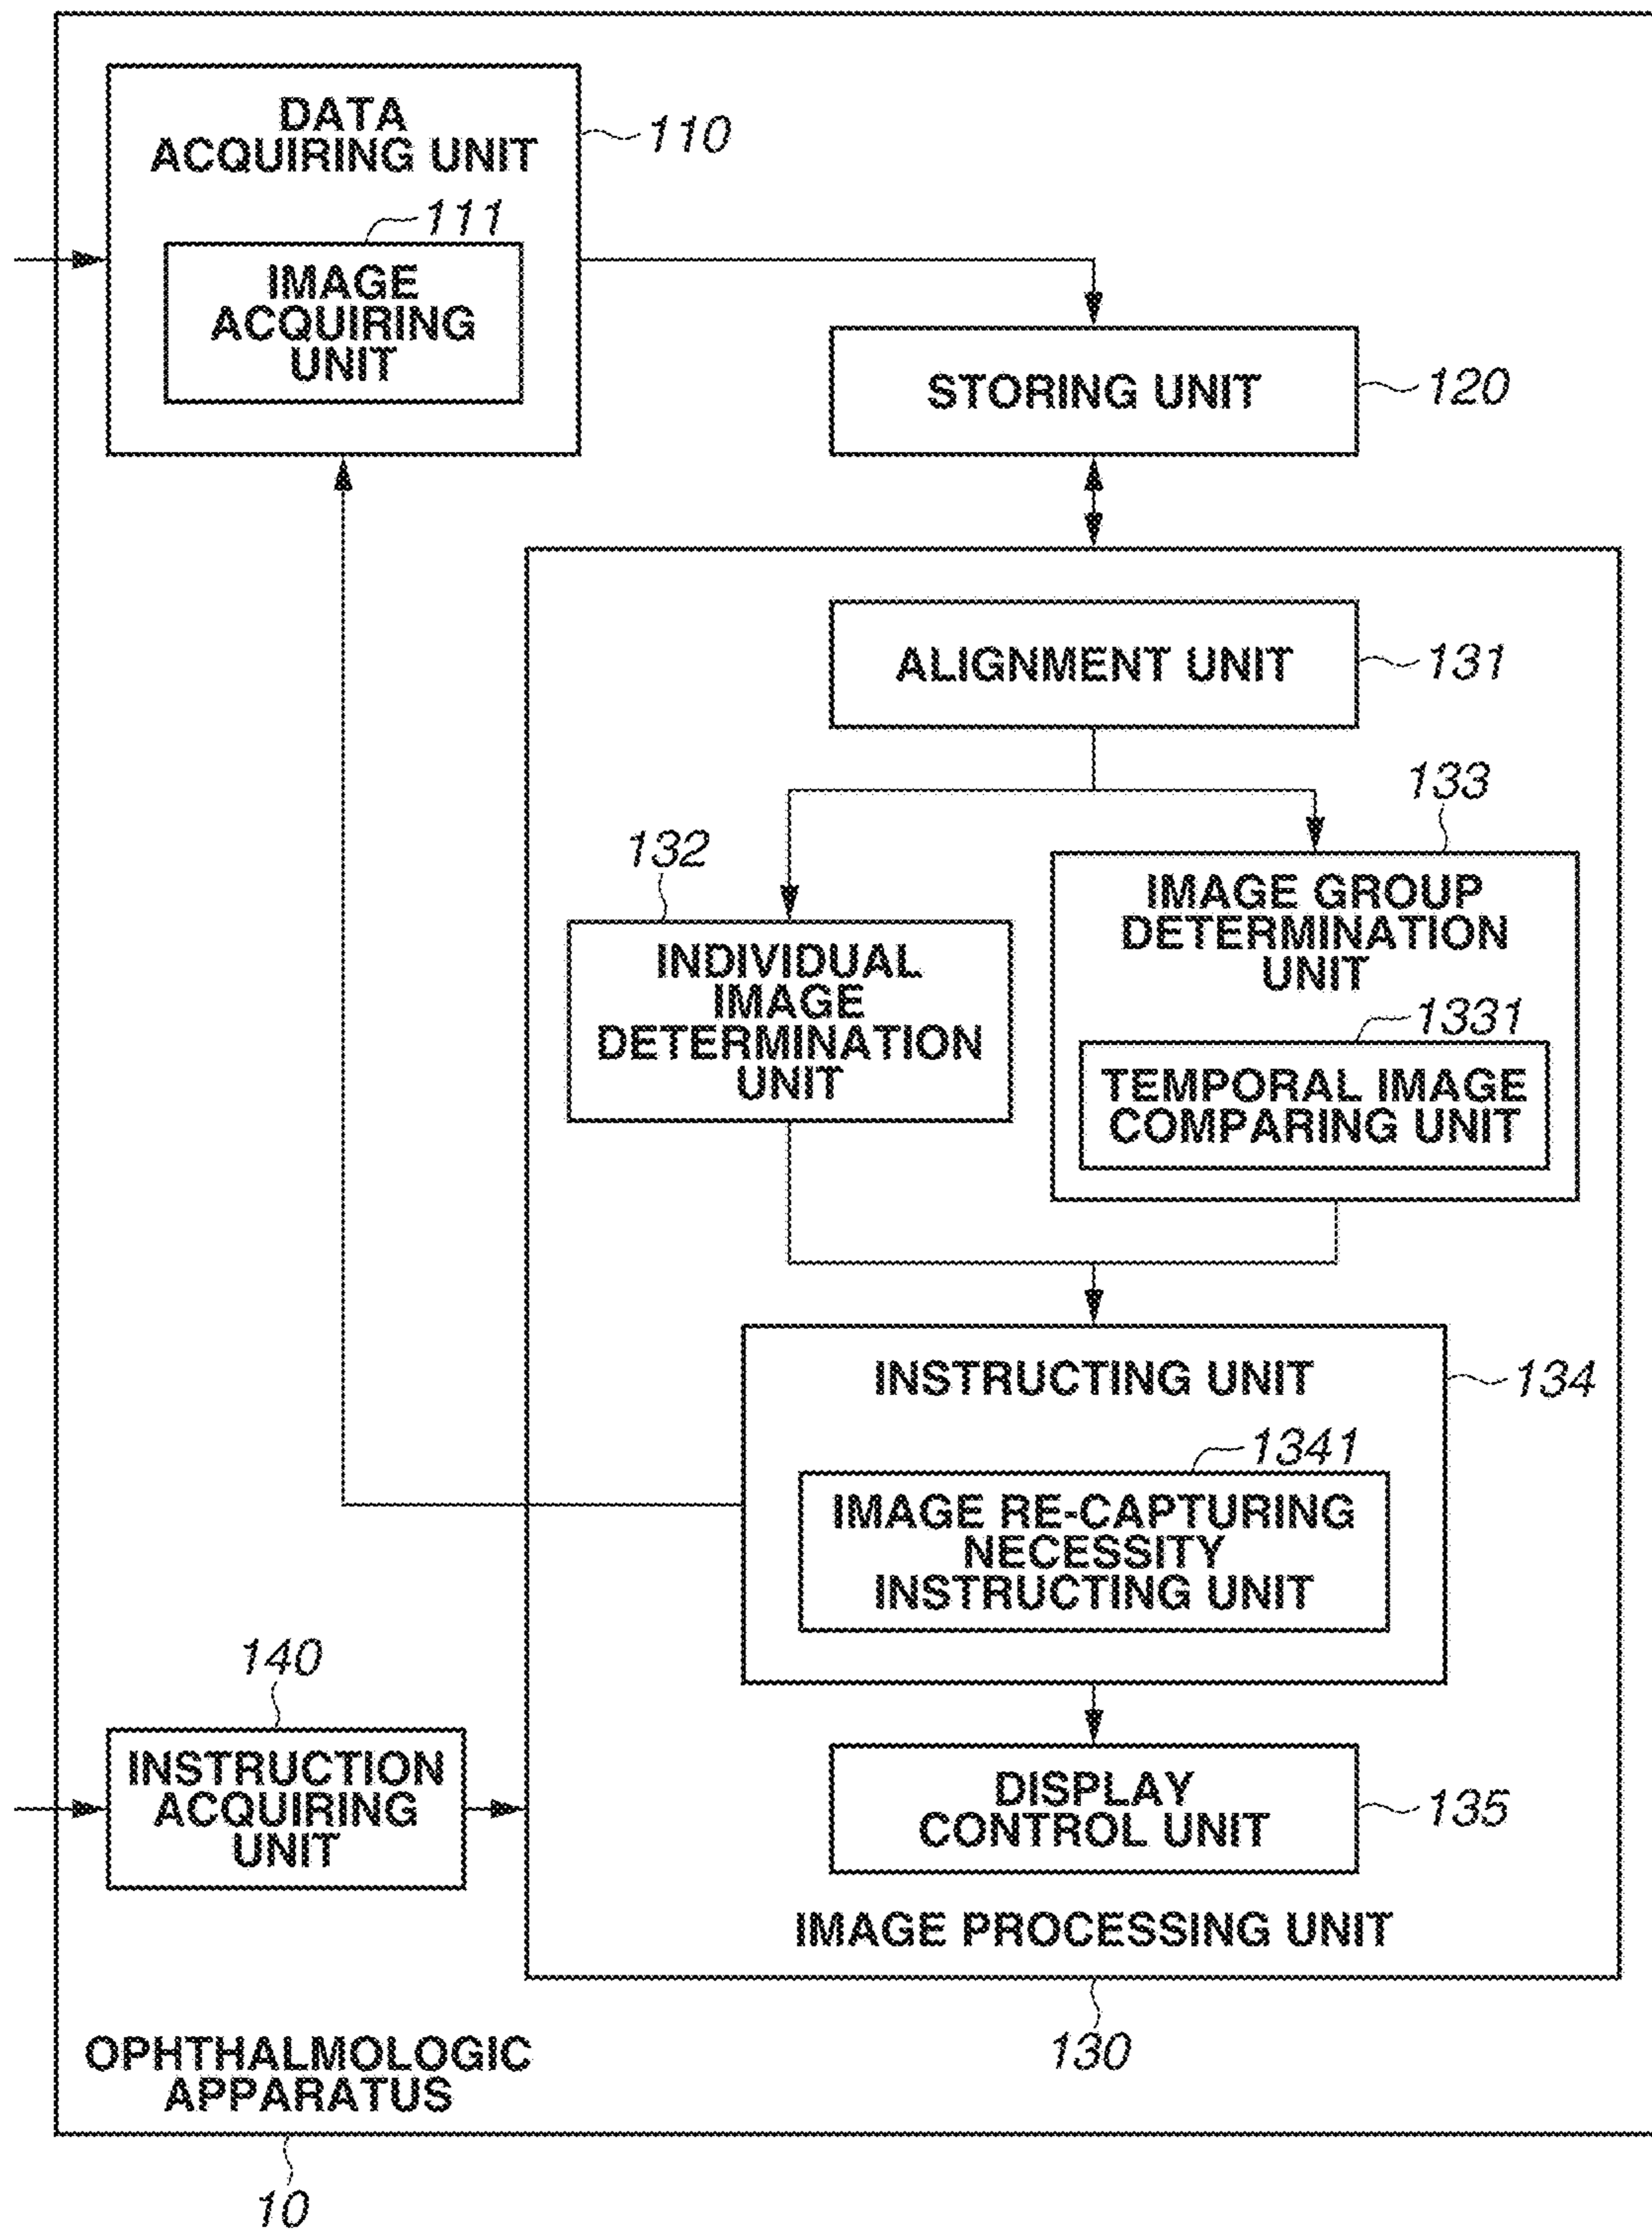 DATA
ACQUIRING UNIT
110
111
IMAGE
ACQUIRING
UNIT
STORING UNIT
120
ALIGNMENT UNIT
131
133
132
IMAGE GROUP
DETERMINATION
UNIT
INDIVIDUAL
IMAGE
DETERMINATION
UNIT
1331
TEMPORAL IMAGE
COMPARING UNIT
INSTRUCTING UNIT
134
1341
IMAGE RE-CAPTURING
NECESSITY
INSTRUCTING UNIT
140
INSTRUCTION
ACQUIRING
UNIT
DISPLAY
CONTROL UNIT
135
IMAGE PROCESSING UNIT
130
OPHTHALMOLOGIC
APPARATUS
10